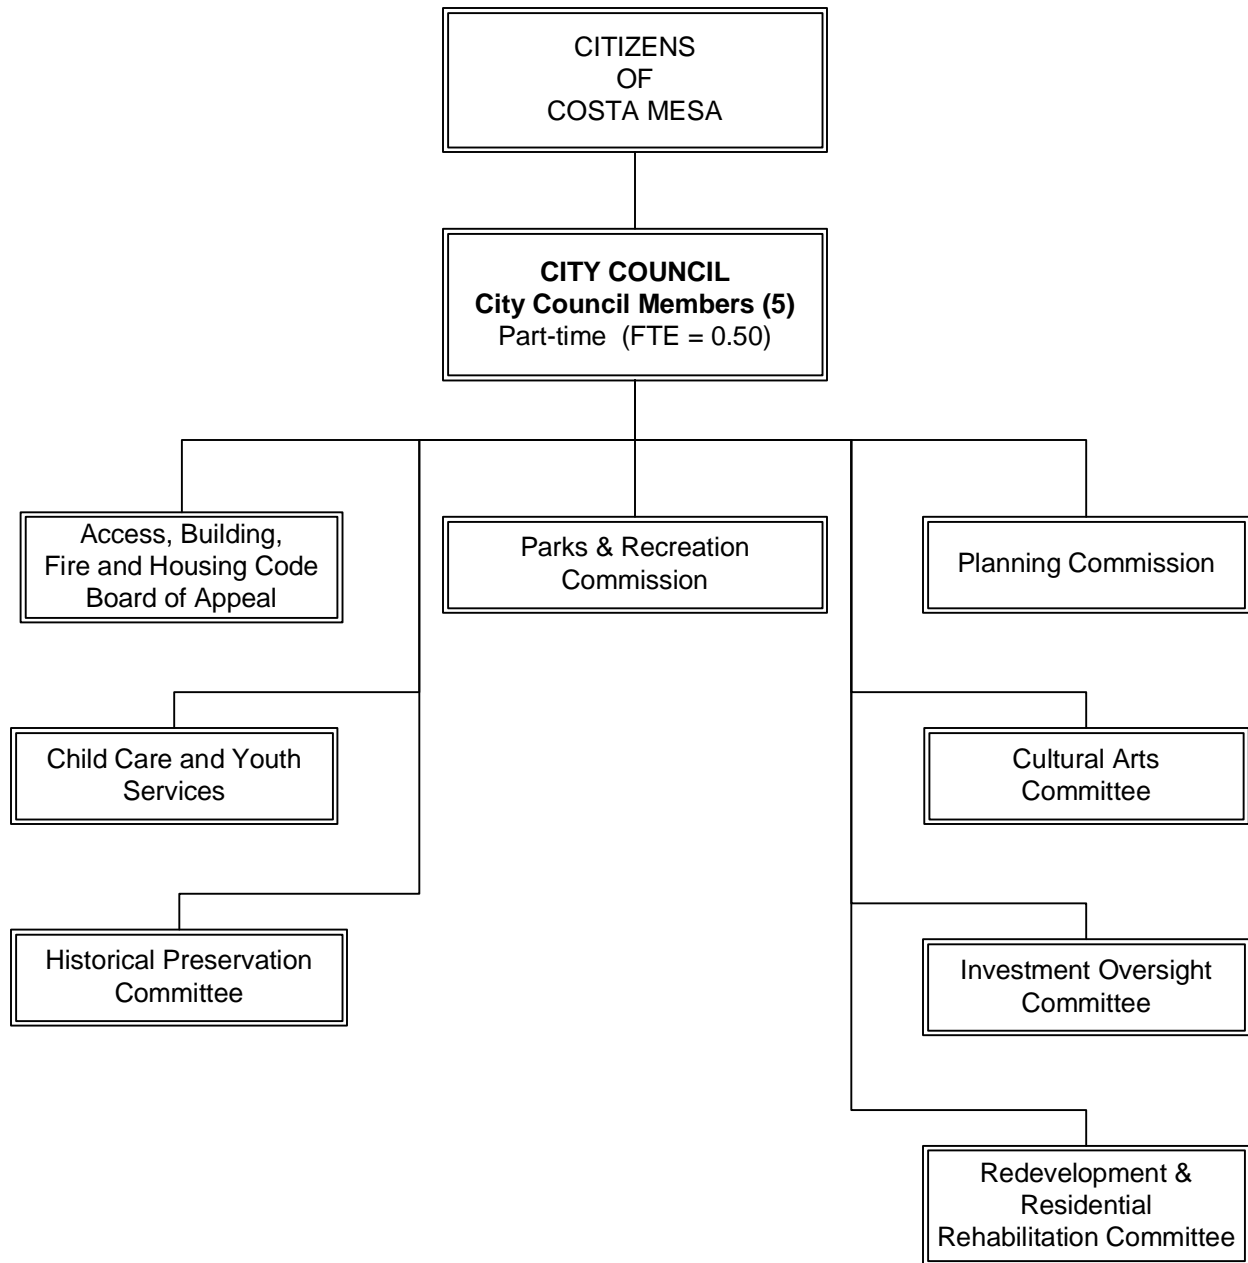 CITIZENS
OF
COSTA MESA
CITY COUNCIL
City Council Members (5)
Part-time (FTE = 0.50)
Access, Building,
Fire and Housing Code
Board of Appeal
Parks & Recreation
Commission
Planning Commission
Child Care and Youth
Services
Cultural Arts
Committee
Historical Preservation
Committee
Investment Oversight
Committee
Redevelopment &
Residential
Rehabilitation Committee